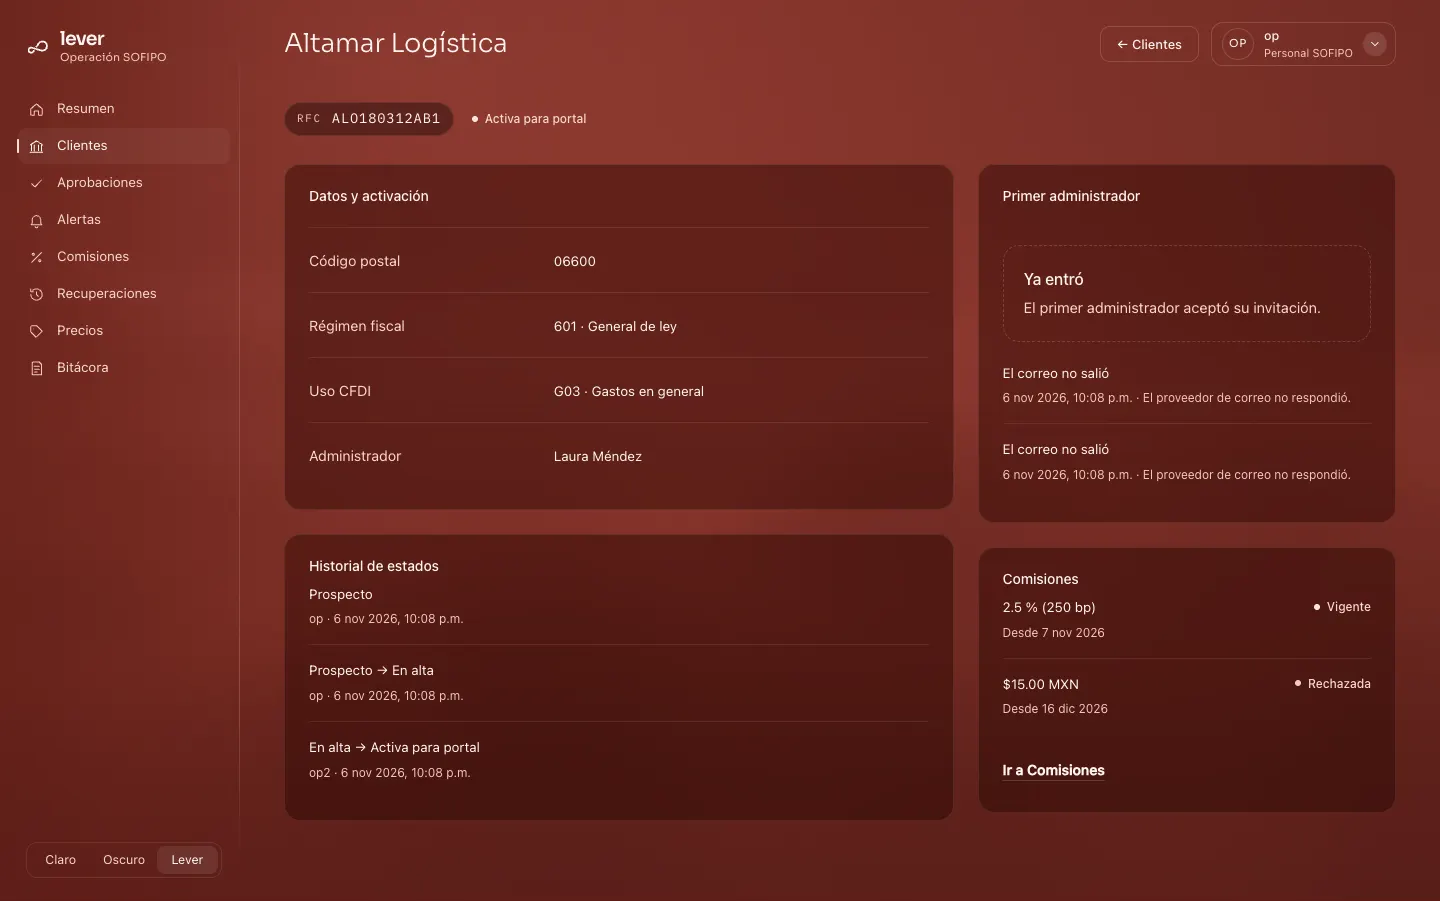 lever
Operación SOFIPO
Resumen
Clientes
Aprobaciones
Alertas
Comisiones
Recuperaciones
Precios
Bitácora
Claro Oscuro Lever
Altamar Logística
← Clientes
OP
op
Personal SOFIPO
RFC ALO180312AB1
Activa para portal
Datos y activación
Código postal 06600
Régimen fiscal 601 · General de ley
Uso CFDI G03 · Gastos en general
Administrador Laura Méndez
Historial de estados
Prospecto
op · 6 nov 2026, 10:08 p.m.
Prospecto → En alta
op · 6 nov 2026, 10:08 p.m.
En alta → Activa para portal
op2 · 6 nov 2026, 10:08 p.m.
Primer administrador
Ya entró
El primer administrador aceptó su invitación.
El correo no salió
6 nov 2026, 10:08 p.m. · El proveedor de correo no respondió.
El correo no salió
6 nov 2026, 10:08 p.m. · El proveedor de correo no respondió.
Comisiones
2.5 % (250 bp) Vigente
Desde 7 nov 2026
$15.00 MXN Rechazada
Desde 16 dic 2026
Ir a Comisiones